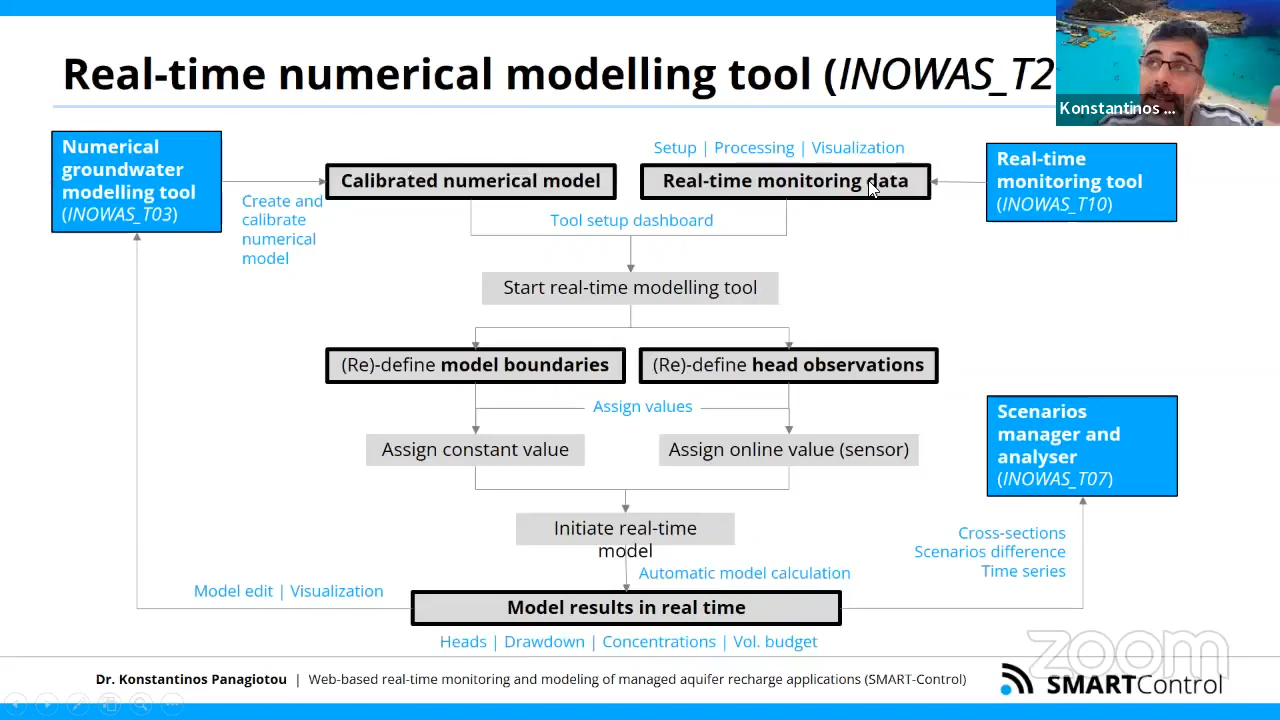 Real-time numerical modelling tool (INOWAS_T2
Konstantinos ...
Numerical
groundwater
modelling tool
(INOWAS_T03)
Create and
calibrate
numerical
model
Calibrated numerical model
Setup | Processing | Visualization
Real-time monitoring data
Real-time
monitoring tool
(INOWAS_T10)
Tool setup dashboard
Start real-time modelling tool
(Re)-define model boundaries
(Re)-define head observations
Assign values
Assign constant value
Assign online value (sensor)
Scenarios
manager and
analyser
(INOWAS_T07)
Initiate real-time
model
Cross-sections
Scenarios difference
Time series
Automatic model calculation
Model edit | Visualization
Model results in real time
Heads | Drawdown | Concentrations | Vol. budget
zoom
Dr. Konstantinos Panagiotou | Web-based real-time monitoring and modeling of managed aquifer recharge applications (SMART-Control)
SMARTControl